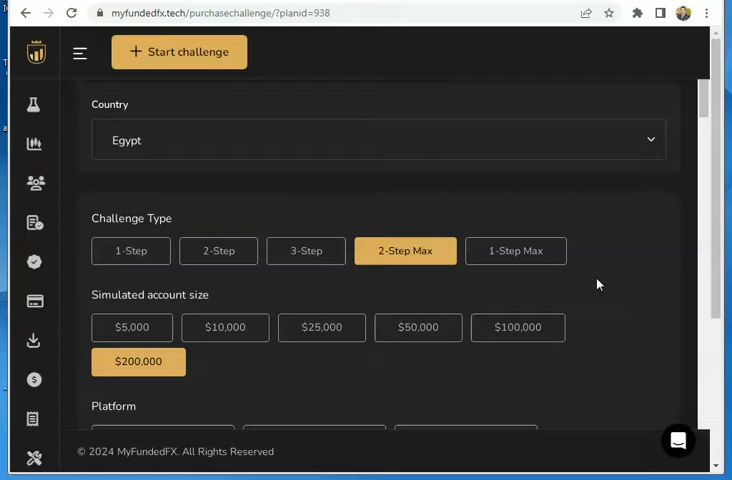 myfundedfx.tech/purchasechallenge/?planid=938
+ Start challenge
Country
Egypt
Challenge Type
1-Step 2-Step 3-Step 2-Step Max 1-Step Max
Simulated account size
$5,000 $10,000 $25,000 $50,000 $100,000
$200,000
Platform
© 2024 MyFundedFX. All Rights Reserved